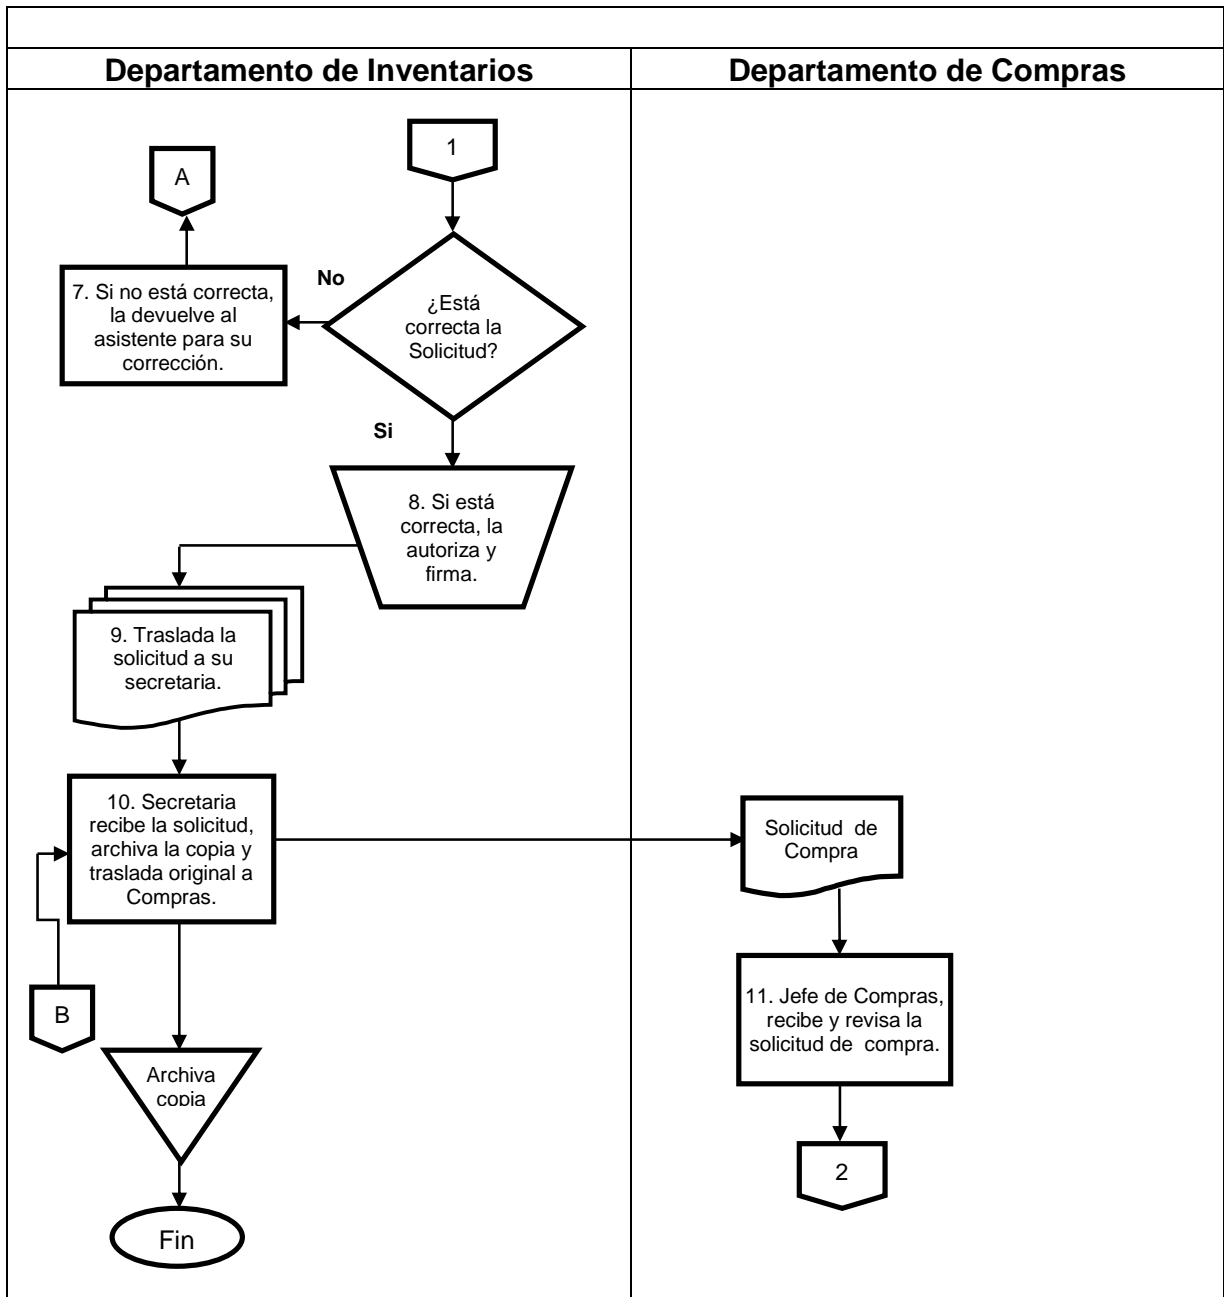 Departamento de Inventarios
Departamento de Compras
1
A
No
7. Si no está correcta,
la devuelve al
asistente para su
corrección.
¿Está
correcta la
Solicitud?
Si
8. Si está
correcta, la
autoriza y
firma.
9. Traslada la
solicitud a su
secretaria.
10. Secretaria
recibe la solicitud,
archiva la copia y
traslada original a
Compras.
Solicitud de
Compra
B
11. Jefe de Compras,
recibe y revisa la
solicitud de compra.
Archiva
copia
2
Fin